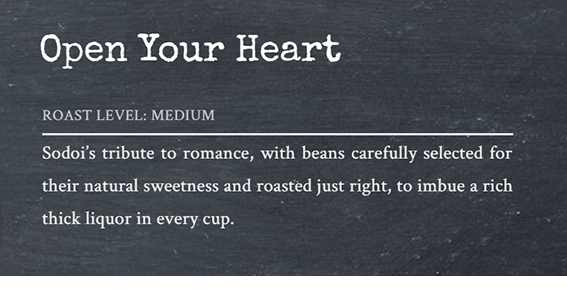 Open Your Heart
ROAST LEVEL: MEDIUM
Sodoi's tribute to romance, with beans carefully selected for
their natural sweetness and roasted just right, to imbue a rich
thick liquor in every cup.